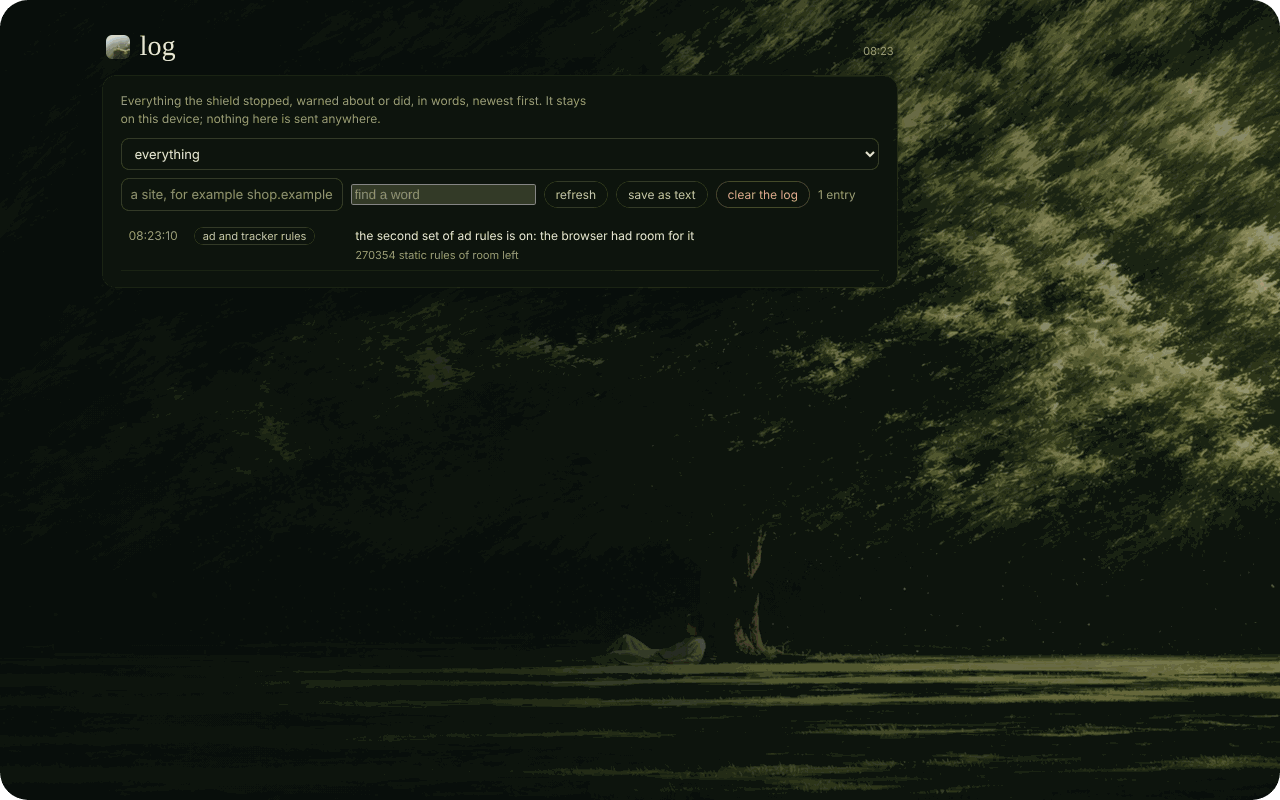 log
08:23
Everything the shield stopped, warned about or did, in words, newest first. It stays
on this device; nothing here is sent anywhere.
everything
a site, for example shop.example find a word refresh save as text clear the log 1 entry
08:23:10 ad and tracker rules the second set of ad rules is on: the browser had room for it
270354 static rules of room left